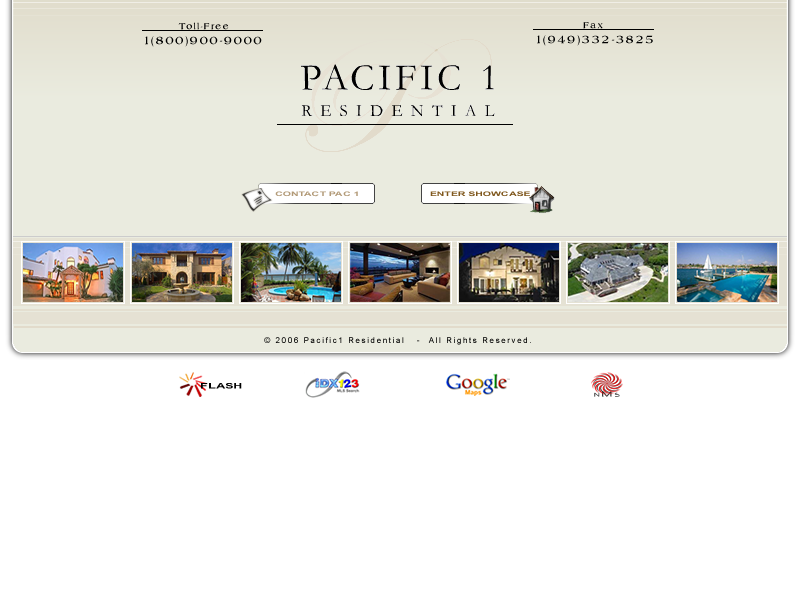 Toll-Free
1(800)900-9000
Fax
1(949)332-3825
PACIFIC 1
RESIDENTIAL
CONTACT PAC 1
ENTER SHOWCASE
© 2006 Pacific1 Residential - All Rights Reserved.
FLASH
IDX123
MLS Search
Google
Maps
NMS